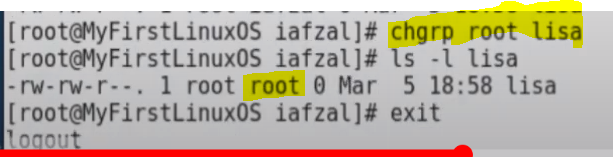 [root@MyFirstLinuxOS iafzal]# chgrp root lisa
[root@MyFirstLinuxOS iafzal]# ls -l lisa
-rw-rw-r--. 1 root root 0 Mar  5 18:58 lisa
[root@MyFirstLinuxOS iafzal]# exit
logout